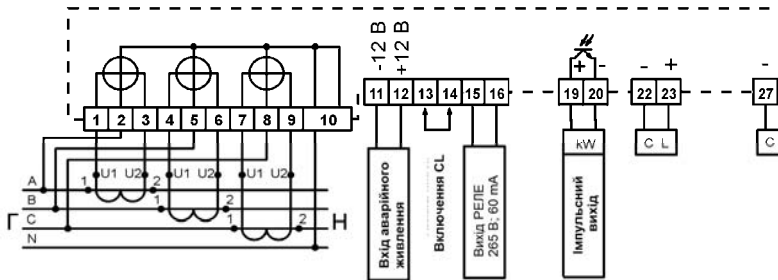 -12 В
+12 В
+ -
- +
-
1 2 3 4 5 6 7 8 9 10
11 12 13 14 15 16
19 20
22 23
27
U1 U2 U1 U2 U1 U2
kW
C L
C
A 1 2
B 1 2
C 1 2
N
Г
Н
Вхід аварійного живлення
Включення CL
Вихід РЕЛЕ
265 В; 60 mA
Імпульсний вихід